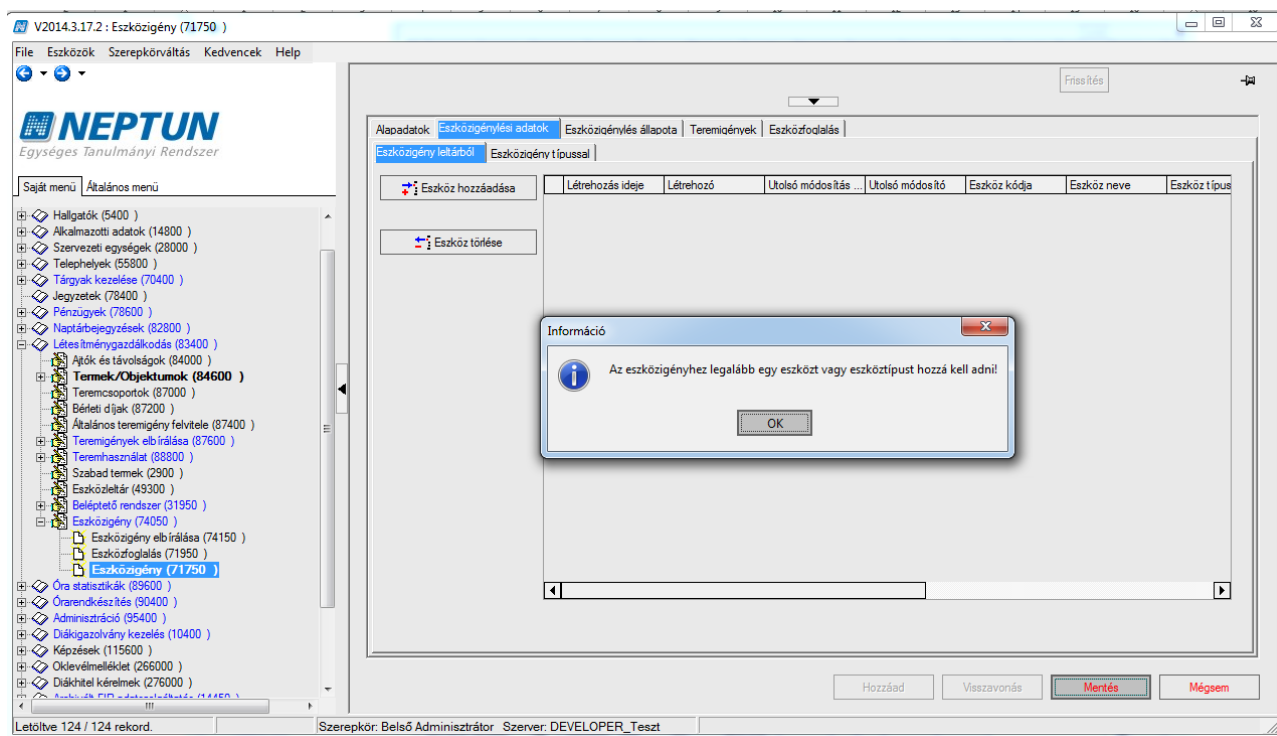 V2014.3.17.2 : Eszközigény (71750 )
File Eszközök Szerepkörváltás Kedvencek Help
Frissítés
NEPTUN
Egységes Tanulmányi Rendszer
Saját menü Általános menü
Hallgatók (5400 )
Alkalmazotti adatok (14800 )
Szervezeti egységek (28000 )
Telephelyek (55800 )
Tárgyak kezelése (70400 )
Jegyzetek (78400 )
Pénzügyek (78600 )
Naptárbejegyzések (82800 )
Létesítménygazdálkodás (83400 )
Ajtók és távolságok (84000 )
Termek/Objektumok (84600 )
Teremcsoportok (87000 )
Bérleti díjak (87200 )
Általános teremigény felvitele (87400 )
Teremigények elbírálása (87600 )
Teremhasználat (88800 )
Szabad termek (2900 )
Eszközleltár (49300 )
Beléptető rendszer (31950 )
Eszközigény (74050 )
Eszközigény elbírálása (74150 )
Eszközfoglalás (71950 )
Eszközigény (71750 )
Óra statisztikák (89600 )
Órarendkészítés (90400 )
Adminisztráció (95400 )
Diákigazolvány kezelés (10400 )
Képzések (115600 )
Oklevélmelléklet (266000 )
Diákhitel kérelmek (276000 )
Alapadatok Eszközigénylési adatok Eszközigénylés állapota Teremigények Eszközfoglalás
Eszközigény leltárból Eszközigény típussal
Eszköz hozzáadása
Eszköz törlése
Létrehozás ideje Létrehozó Utolsó módosítás ... Utolsó módosító Eszköz kódja Eszköz neve Eszköz típus
Információ
Az eszközigényhez legalább egy eszközt vagy eszköztípust hozzá kell adni!
OK
Hozzáad Visszavonás Mentés Mégsem
Letöltve 124 / 124 rekord. Szerepkör: Belső Adminisztrátor Szerver: DEVELOPER_Teszt